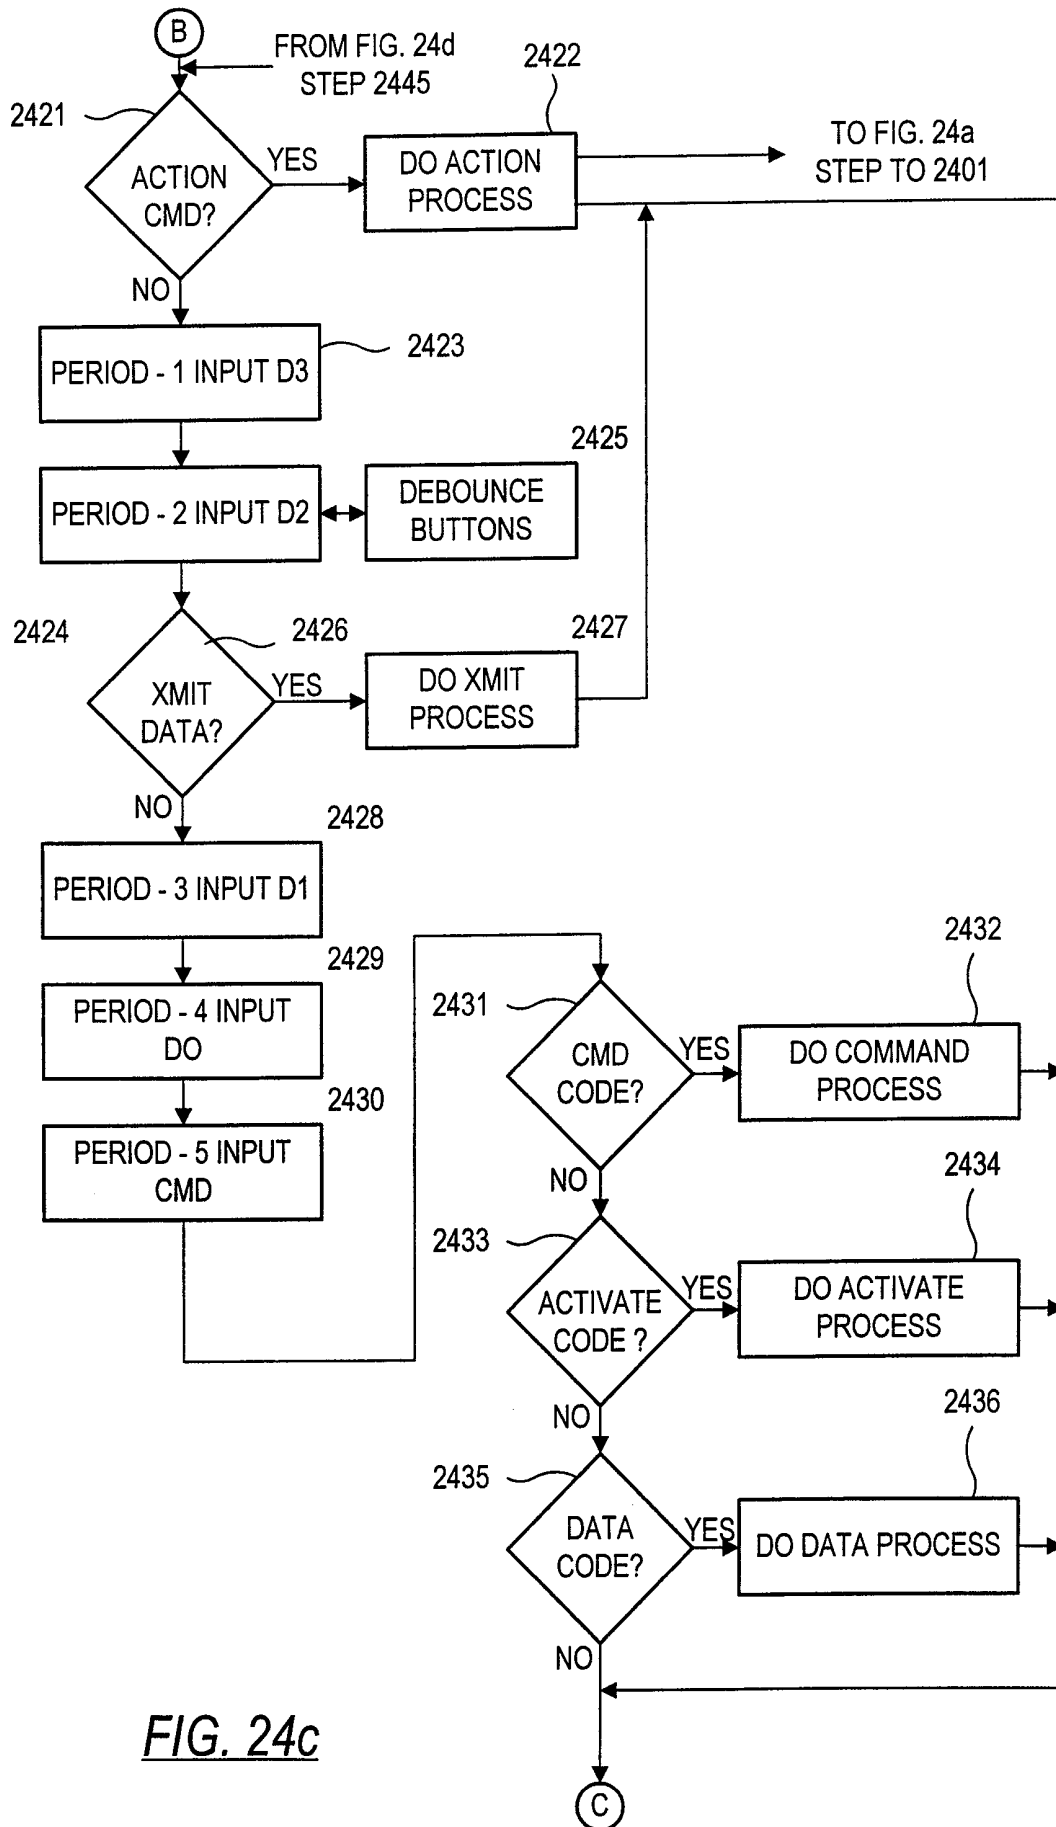 B
FROM FIG. 24d
STEP 2445
2421
2422
ACTION
CMD?
YES
DO ACTION
PROCESS
TO FIG. 24a
STEP TO 2401
NO
PERIOD - 1 INPUT D3
2423
PERIOD - 2 INPUT D2
2425
DEBOUNCE
BUTTONS
2424
2426
XMIT
DATA?
YES
2427
DO XMIT
PROCESS
NO
2428
PERIOD - 3 INPUT D1
2429
PERIOD - 4 INPUT
DO
2430
PERIOD - 5 INPUT
CMD
2431
CMD
CODE?
YES
2432
DO COMMAND
PROCESS
NO
2433
ACTIVATE
CODE ?
YES
2434
DO ACTIVATE
PROCESS
NO
2435
DATA
CODE?
YES
2436
DO DATA PROCESS
NO
C
FIG. 24c